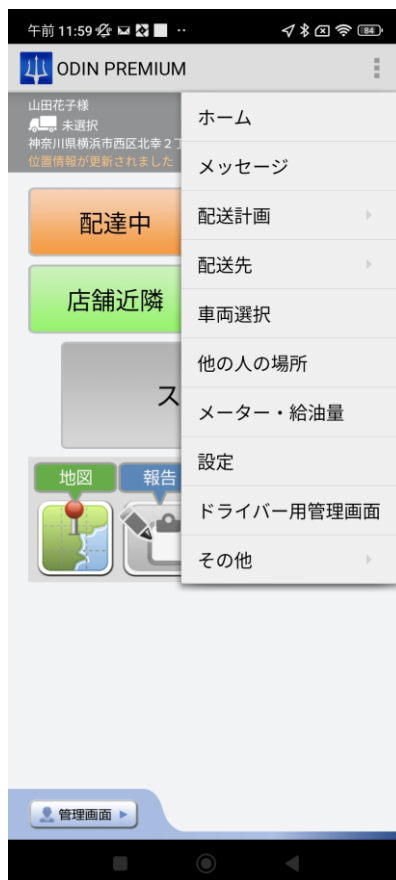 午前 11:59
84
ODIN PREMIUM
山田花子様
未選択
神奈川県横浜市西区北幸２
位置情報が更新されました
配達中
店舗近隣
ス
地図
報告
ホーム
メッセージ
配送計画
配送先
車両選択
他の人の場所
メーター・給油量
設定
ドライバー用管理画面
その他
管理画面